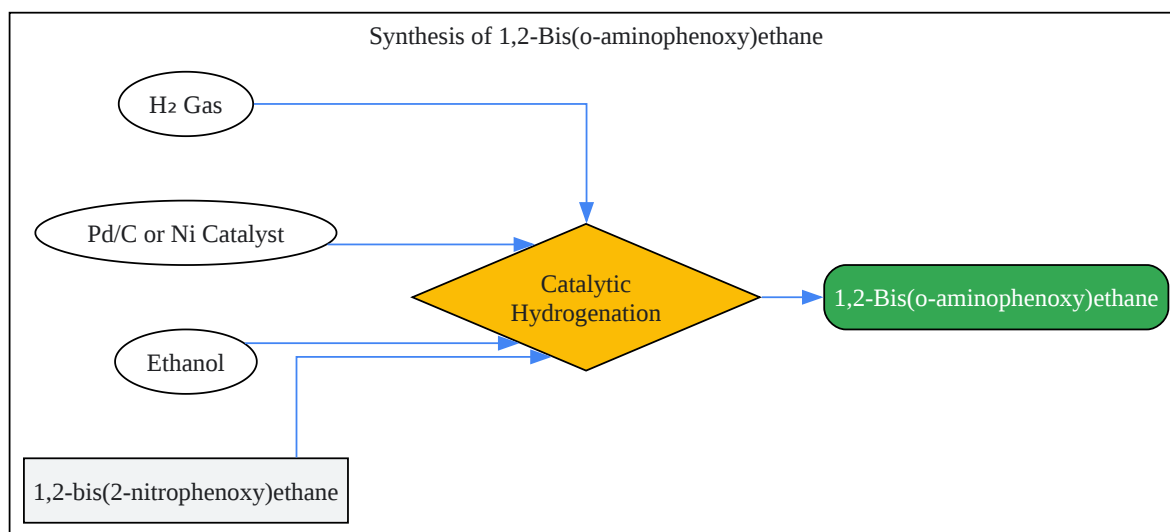 Synthesis of 1,2-Bis(o-aminophenoxy)ethane
H₂ Gas
Pd/C or Ni Catalyst
Catalytic
Hydrogenation
1,2-Bis(o-aminophenoxy)ethane
Ethanol
1,2-bis(2-nitrophenoxy)ethane